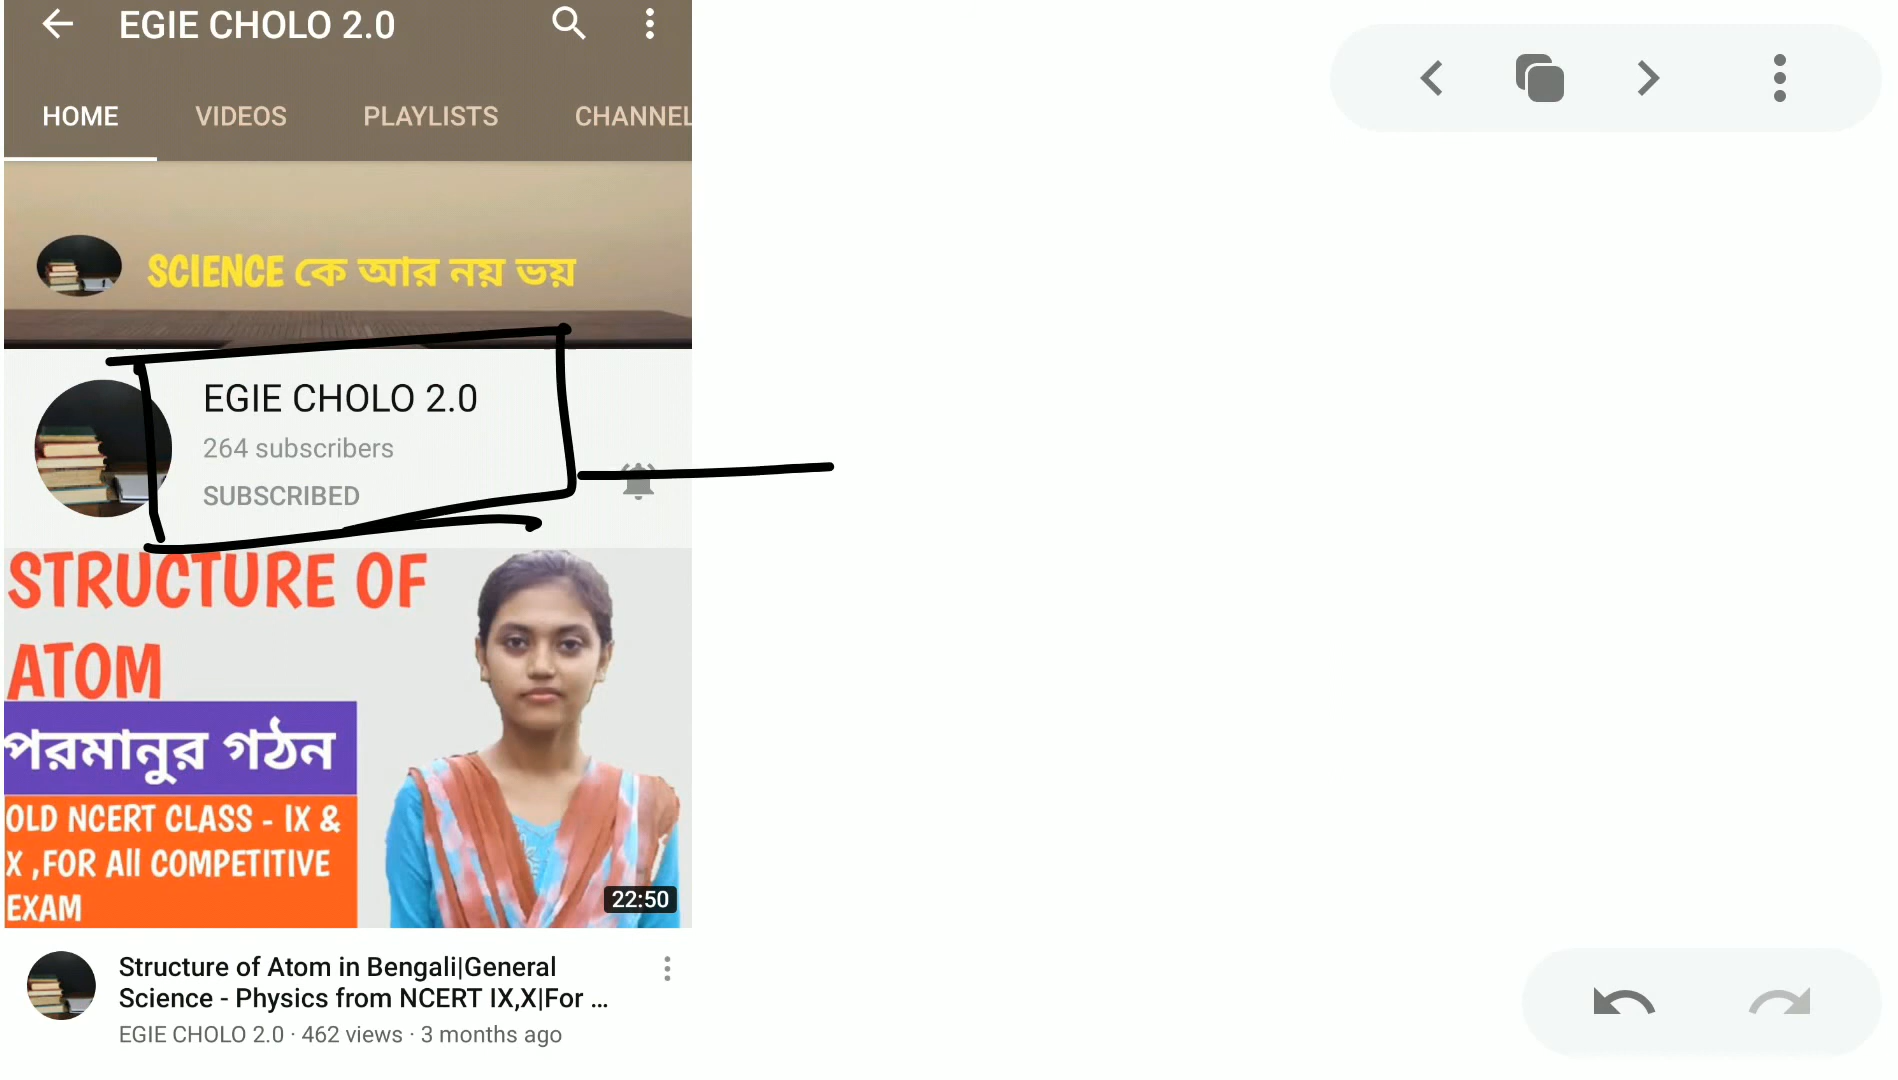 EGIE CHOLO 2.0
HOME VIDEOS PLAYLISTS CHANNEL
SCIENCE কে আর নয় ভয়
EGIE CHOLO 2.0
264 subscribers
SUBSCRIBED
STRUCTURE OF
ATOM
পরমানুর গঠন
OLD NCERT CLASS - IX &
X ,FOR All COMPETITIVE
EXAM
22:50
Structure of Atom in Bengali|General
Science - Physics from NCERT IX,X|For ...
EGIE CHOLO 2.0 · 462 views · 3 months ago